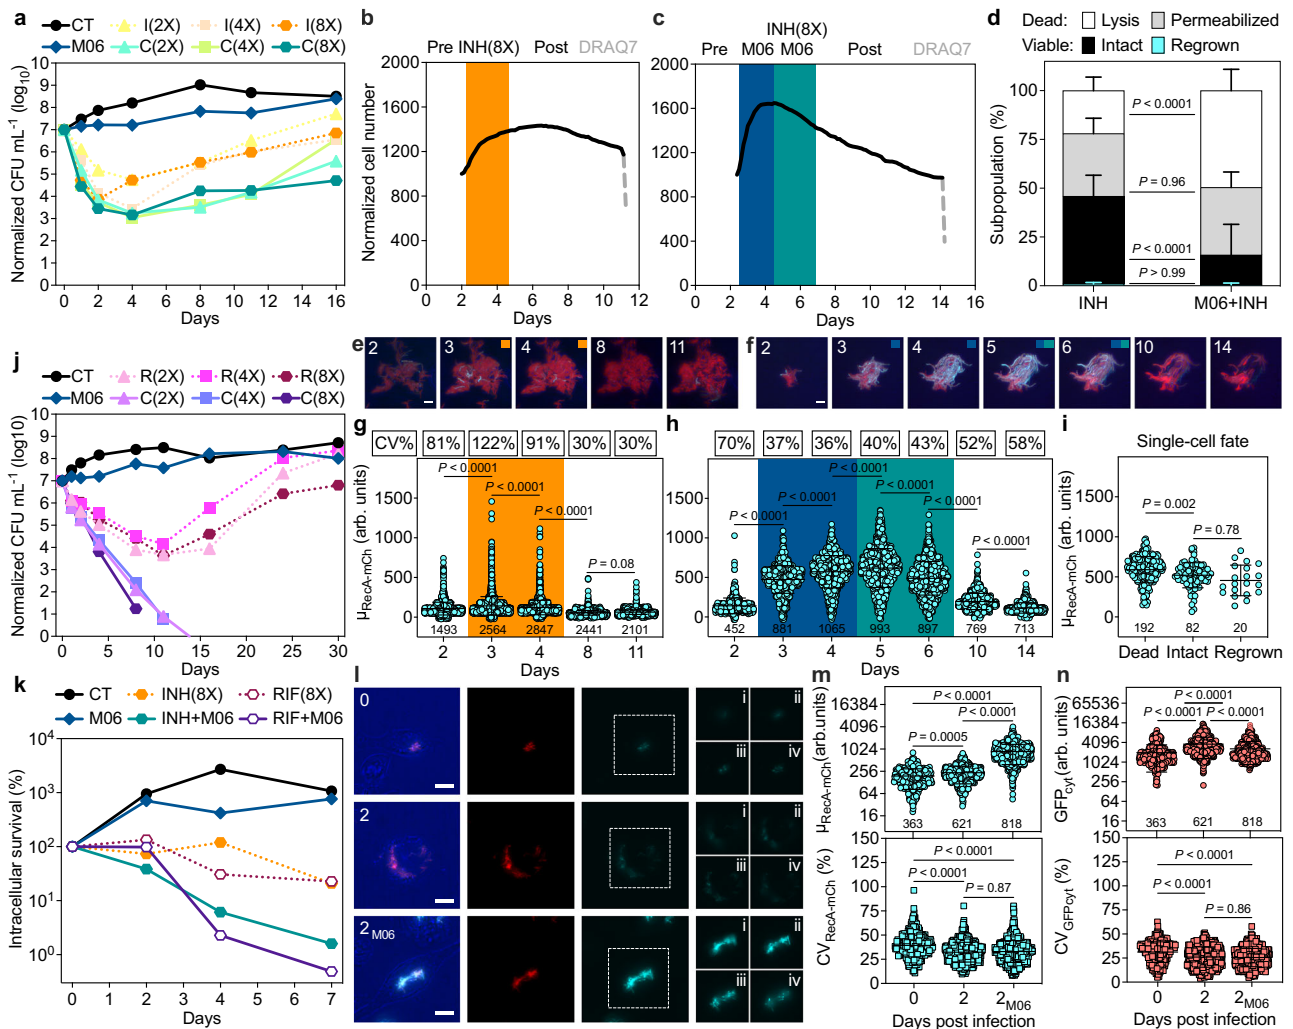 a
CT I(2X) I(4X) I(8X)
M06 C(2X) C(4X) C(8X)
Normalized CFU mL⁻¹ (log₁₀)
10
9
8
7
6
5
4
3
2
1
0
0 2 4 6 8 10 12 14 16
Days
b
Pre INH(8X) Post DRAQ7
Normalized cell number
2000
1600
1200
800
400
0
0 2 4 6 8 10 12
Days
c
INH(8X)
Pre M06 M06 Post DRAQ7
2000
1600
1200
800
400
0
0 2 4 6 8 10 12 14 16
Days
d
Dead: Lysis Permeabilized
Viable: Intact Regrown
Subpopulation (%)
100
75
50
25
0
P < 0.0001
P = 0.96
P < 0.0001
P > 0.99
INH M06+INH
j
CT R(2X) R(4X) R(8X)
M06 C(2X) C(4X) C(8X)
Normalized CFU mL⁻¹ (log10)
10
9
8
7
6
5
4
3
2
1
0
0 5 10 15 20 25 30
Days
e
2 3 4 8 11
f
2 3 4 5 6 10 14
g
CV% 81% 122% 91% 30% 30%
P < 0.0001
P < 0.0001
P < 0.0001
P = 0.08
μRecA-mCh (arb. units)
1500
1000
500
0
1493 2564 2847 2441 2101
2 3 4 8 11
Days
h
70% 37% 36% 40% 43% 52% 58%
P < 0.0001
P < 0.0001
P < 0.0001
P < 0.0001
P < 0.0001
P < 0.0001
1500
1000
500
0
452 881 1065 993 897 769 713
2 3 4 5 6 10 14
Days
i
Single-cell fate
P = 0.002
P = 0.78
μRecA-mCh (arb. units)
1500
1000
500
0
192 82 20
Dead Intact Regrown
k
CT INH(8X) RIF(8X)
M06 INH+M06 RIF+M06
Intracellular survival (%)
10⁴
10³
10²
10¹
10⁰
0 1 2 3 4 5 6 7
Days
l
0
i ii
iii iv
2
i ii
iii iv
2M06
i ii
iii iv
m
P < 0.0001
P < 0.0001
P = 0.0005
μRecA-mCh(arb.units)
16384
4096
1024
256
64
16
363 621 818
CVRecA-mCh (%)
150
125
100
75
50
25
0
P < 0.0001
P < 0.0001
P = 0.87
0 2 2M06
Days post infection
n
P < 0.0001
P < 0.0001 P < 0.0001
GFPcyt(arb. units)
65536
16384
4096
1024
256
64
16
363 621 818
CVGFPcyt (%)
150
125
100
75
50
25
0
P < 0.0001
P < 0.0001
P = 0.86
0 2 2M06
Days post infection